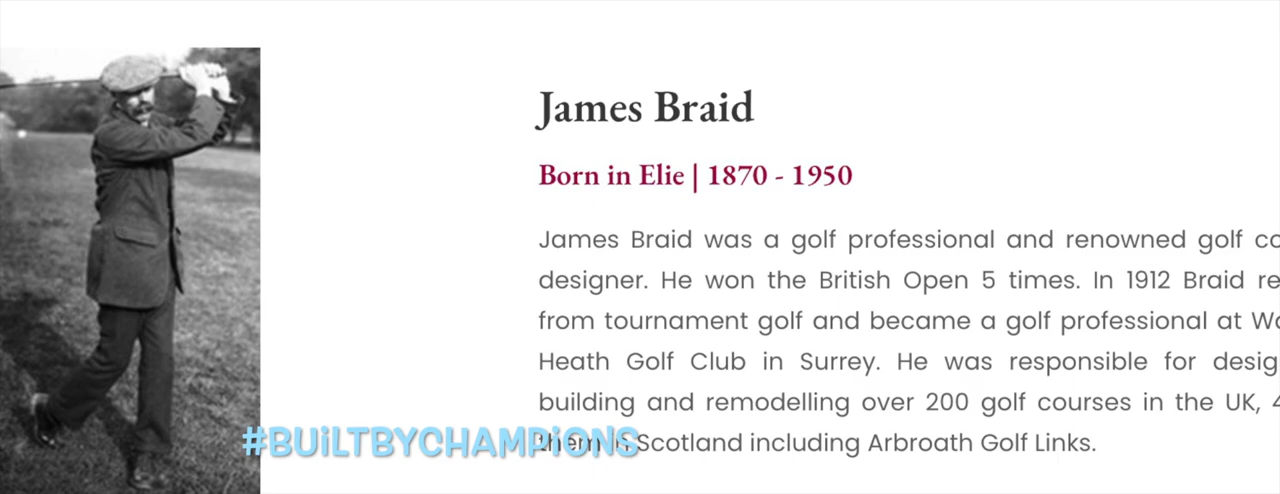 James Braid
Born in Elie | 1870 - 1950
James Braid was a golf professional and renowned golf
designer. He won the British Open 5 times. In 1912 Braid
from tournament golf and became a golf professional at
Heath Golf Club in Surrey. He was responsible for
building and remodelling over 200 golf courses in the UK,
Scotland including Arbroath Golf Links.
#BUiLTBYCHAMPiONS